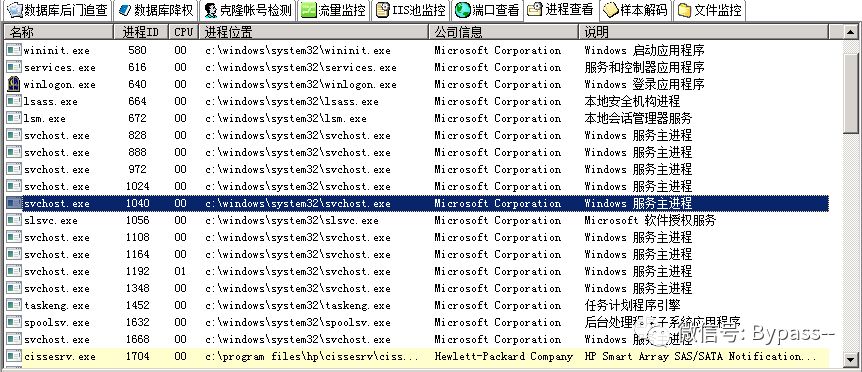 数据库后门追查 数据库降权 克隆帐号检测 流量监控 IIS池监控 端口查看 进程查看 样本解码 文件监控
名称 进程ID CPU 进程位置 公司信息 说明
wininit.exe 580 00 c:\windows\system32\wininit.exe Microsoft Corporation Windows 启动应用程序
services.exe 616 00 c:\windows\system32\services.exe Microsoft Corporation 服务和控制器应用程序
winlogon.exe 640 00 c:\windows\system32\winlogon.exe Microsoft Corporation Windows 登录应用程序
lsass.exe 664 00 c:\windows\system32\lsass.exe Microsoft Corporation 本地安全机构进程
lsm.exe 672 00 c:\windows\system32\lsm.exe Microsoft Corporation 本地会话管理器服务
svchost.exe 828 00 c:\windows\system32\svchost.exe Microsoft Corporation Windows 服务主进程
svchost.exe 888 00 c:\windows\system32\svchost.exe Microsoft Corporation Windows 服务主进程
svchost.exe 972 00 c:\windows\system32\svchost.exe Microsoft Corporation Windows 服务主进程
svchost.exe 1024 00 c:\windows\system32\svchost.exe Microsoft Corporation Windows 服务主进程
svchost.exe 1040 00 c:\windows\system32\svchost.exe Microsoft Corporation Windows 服务主进程
slsvc.exe 1056 00 c:\windows\system32\slsvc.exe Microsoft Corporation Microsoft 软件授权服务
svchost.exe 1108 00 c:\windows\system32\svchost.exe Microsoft Corporation Windows 服务主进程
svchost.exe 1164 00 c:\windows\system32\svchost.exe Microsoft Corporation Windows 服务主进程
svchost.exe 1192 01 c:\windows\system32\svchost.exe Microsoft Corporation Windows 服务主进程
svchost.exe 1348 00 c:\windows\system32\svchost.exe Microsoft Corporation Windows 服务主进程
taskeng.exe 1452 00 c:\windows\system32\taskeng.exe Microsoft Corporation 任务计划程序引擎
spoolsv.exe 1632 00 c:\windows\system32\spoolsv.exe Microsoft Corporation 后台处理程序子系统应用程序
svchost.exe 1668 00 c:\windows\system32\svchost.exe Microsoft Corporation Windows 服务主进程
微信号: Bypass--
cissesrv.exe 1704 00 c:\program files\hp\cissesrv\ciss... Hewlett-Packard Company HP Smart Array SAS/SATA Notification...